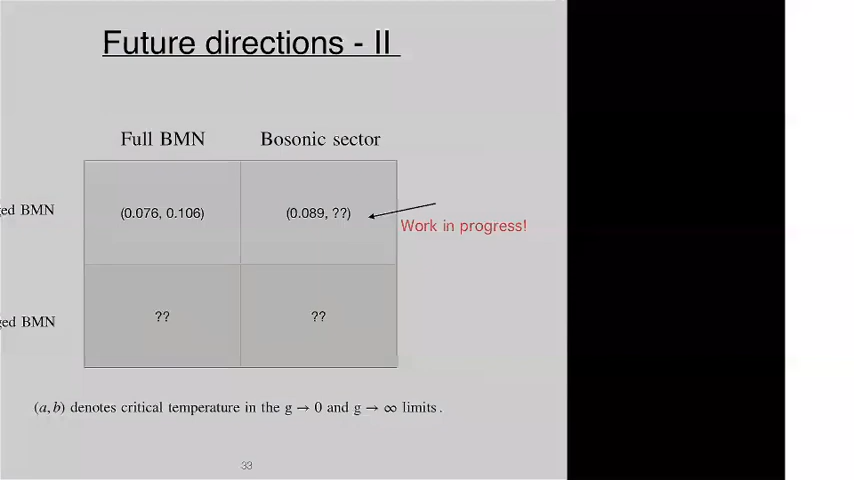 Future directions - II
Full BMN Bosonic sector
ged BMN (0.076, 0.106) (0.089, ??)
Work in progress!
ged BMN ?? ??
(a, b) denotes critical temperature in the g → 0 and g → ∞ limits.
33